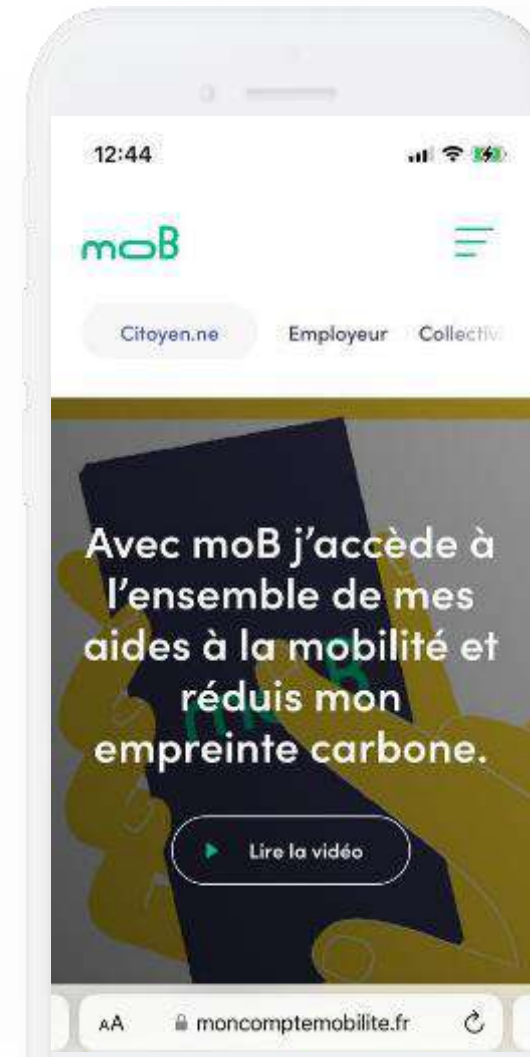 12:44
moB
Citoyen.ne Employeur Collectiv
Avec moB j'accède à
l'ensemble de mes
aides à la mobilité et
réduis mon
empreinte carbone.
Lire la vidéo
AA moncomptemobilite.fr